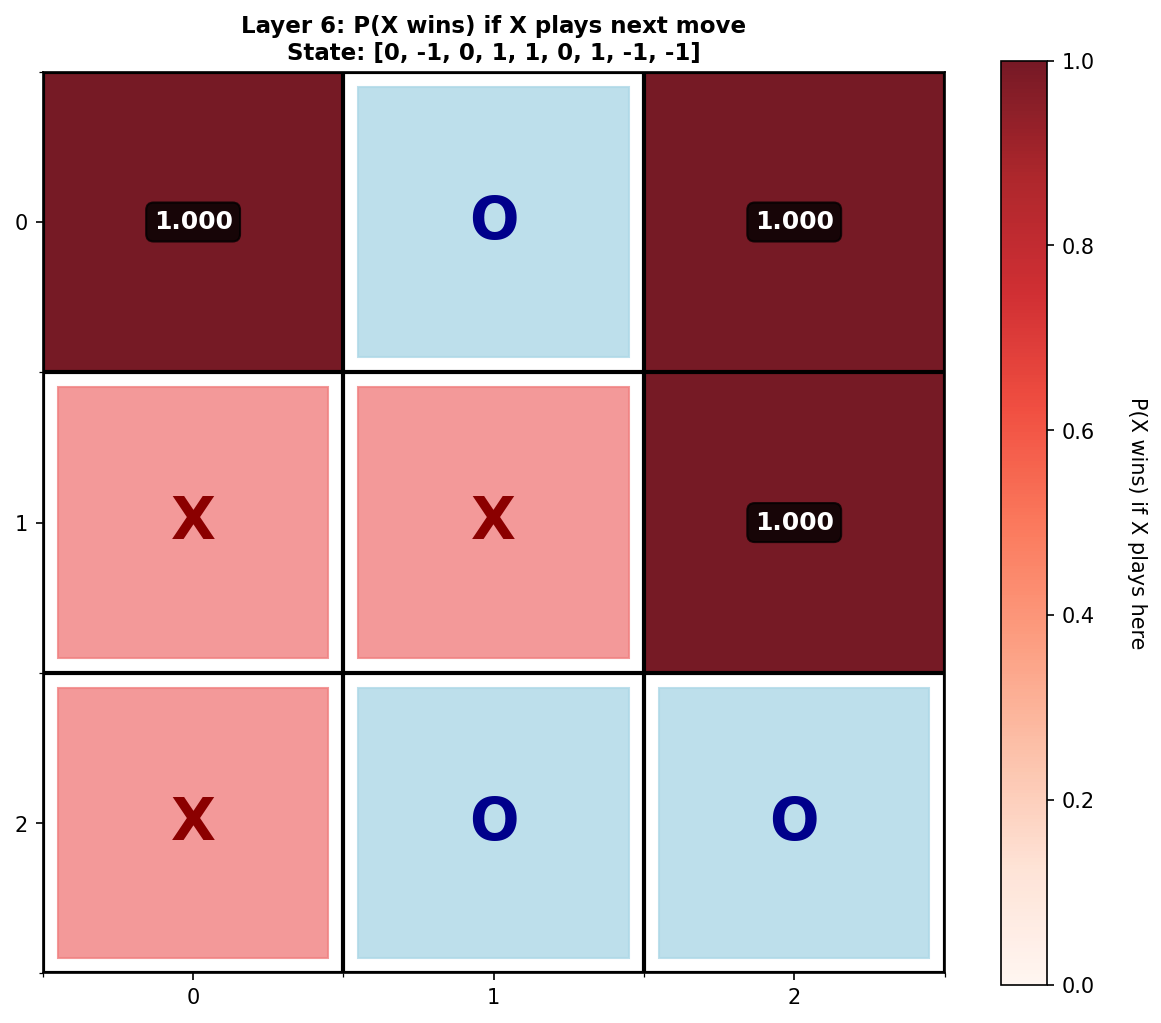 Layer 6: P(X wins) if X plays next move
State: [0, -1, 0, 1, 1, 0, 1, -1, -1]
1.000
O
1.000
X
X
1.000
X
O
O
0
1
2
0
1
2
1.0
0.8
0.6
0.4
0.2
0.0
P(X wins) if X plays here